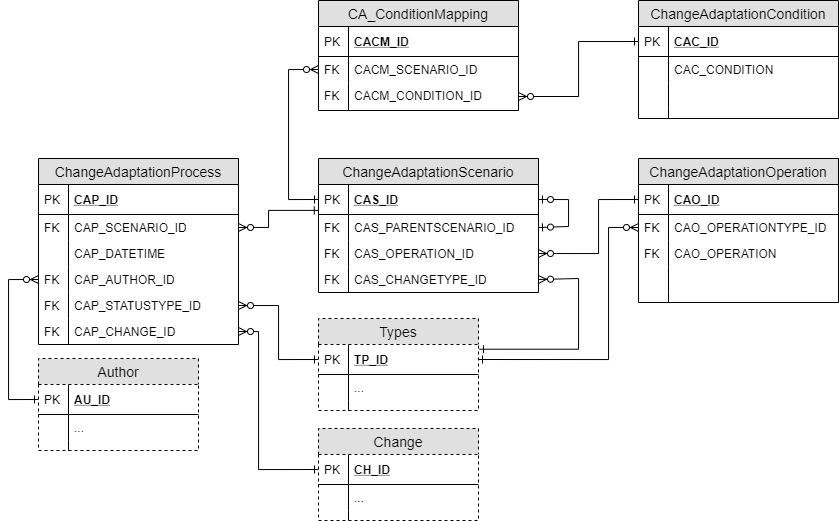 CA_ConditionMapping
PK CACM_ID
FK CACM_SCENARIO_ID
FK CACM_CONDITION_ID
ChangeAdaptationCondition
PK CAC_ID
CAC_CONDITION
ChangeAdaptationProcess
PK CAP_ID
FK CAP_SCENARIO_ID
CAP_DATETIME
FK CAP_AUTHOR_ID
FK CAP_STATUSTYPE_ID
FK CAP_CHANGE_ID
ChangeAdaptationScenario
PK CAS_ID
FK CAS_PARENTSCENARIO_ID
FK CAS_OPERATION_ID
FK CAS_CHANGETYPE_ID
ChangeAdaptationOperation
PK CAO_ID
FK CAO_OPERATIONTYPE_ID
FK CAO_OPERATION
Types
PK TP_ID
...
Author
PK AU_ID
...
Change
PK CH_ID
...